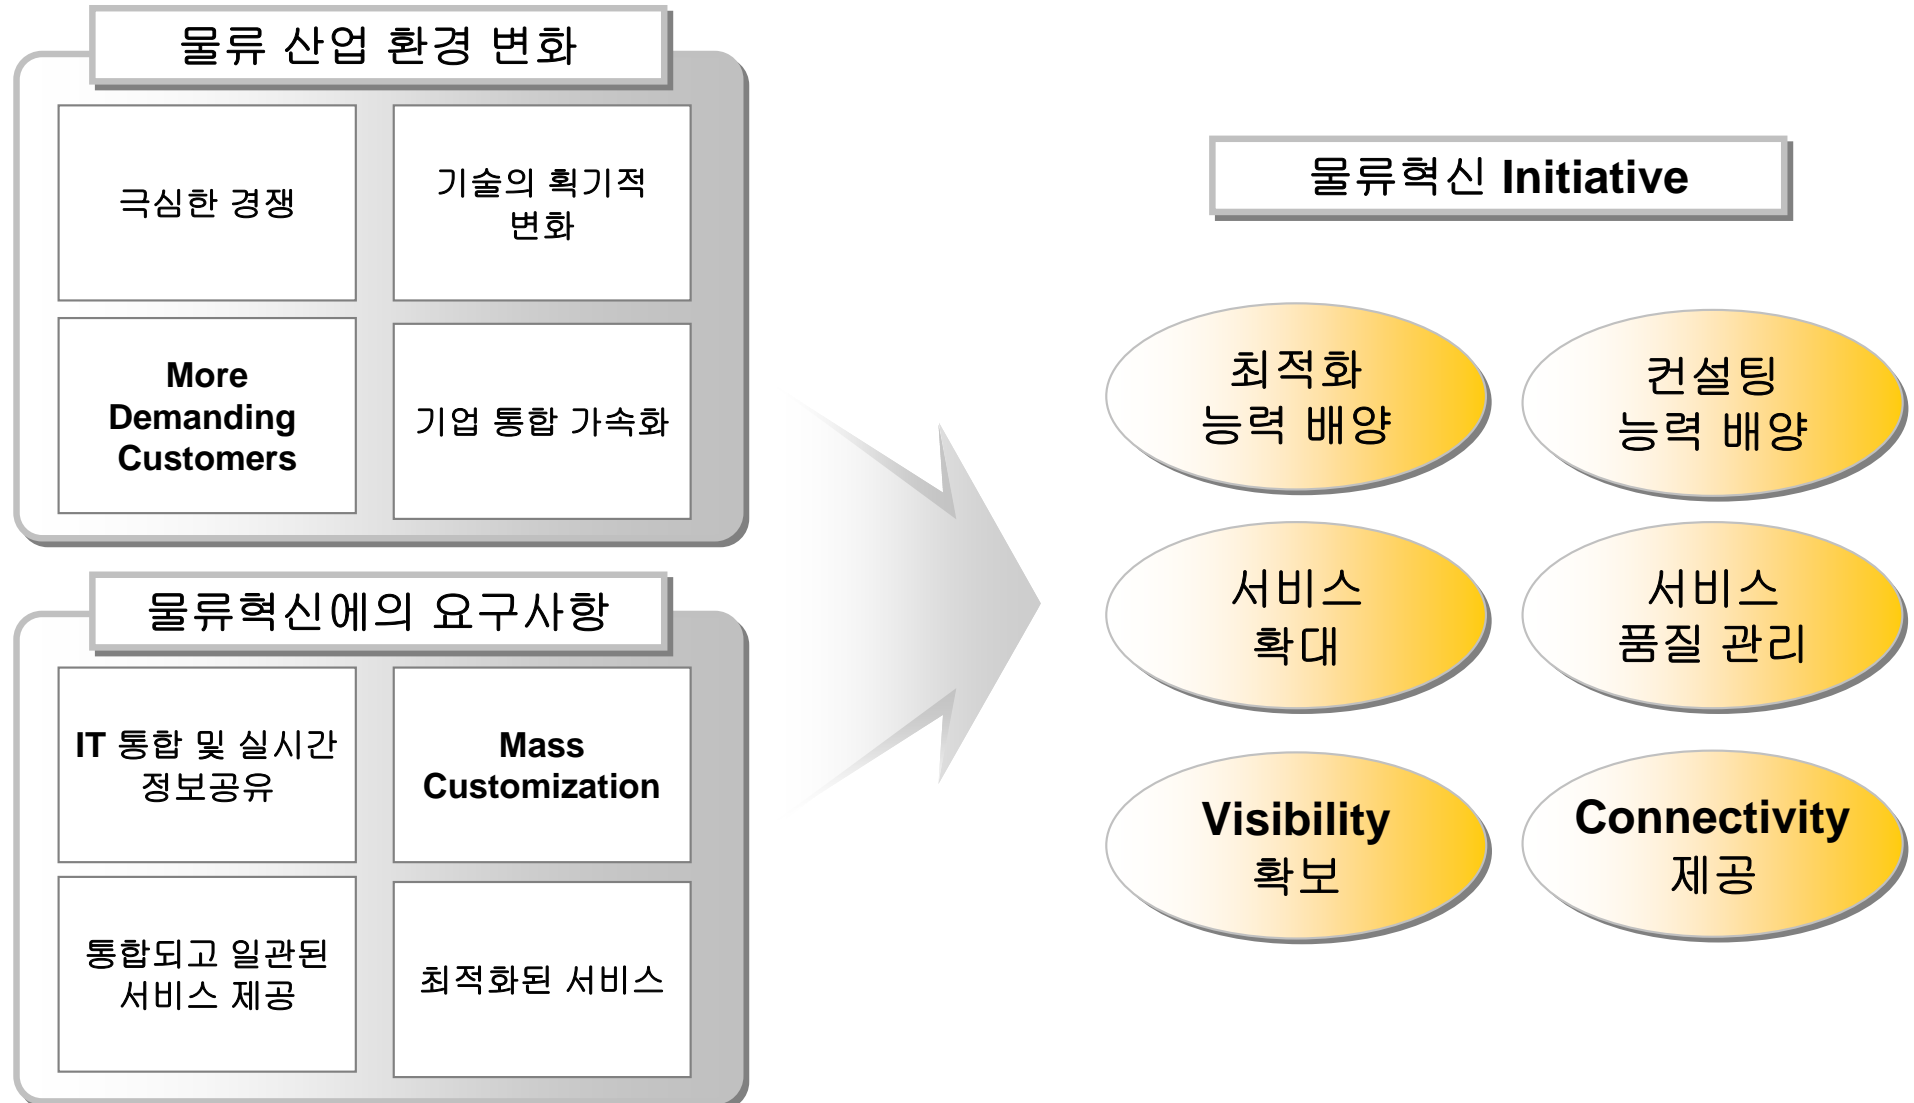 물류 산업 환경 변화
극심한 경쟁
기술의 획기적
변화
More
Demanding
Customers
기업 통합 가속화
물류혁신에의 요구사항
IT 통합 및 실시간
정보공유
Mass
Customization
통합되고 일관된
서비스 제공
최적화된 서비스
물류혁신 Initiative
최적화
능력 배양
컨설팅
능력 배양
서비스
확대
서비스
품질 관리
Visibility
확보
Connectivity
제공